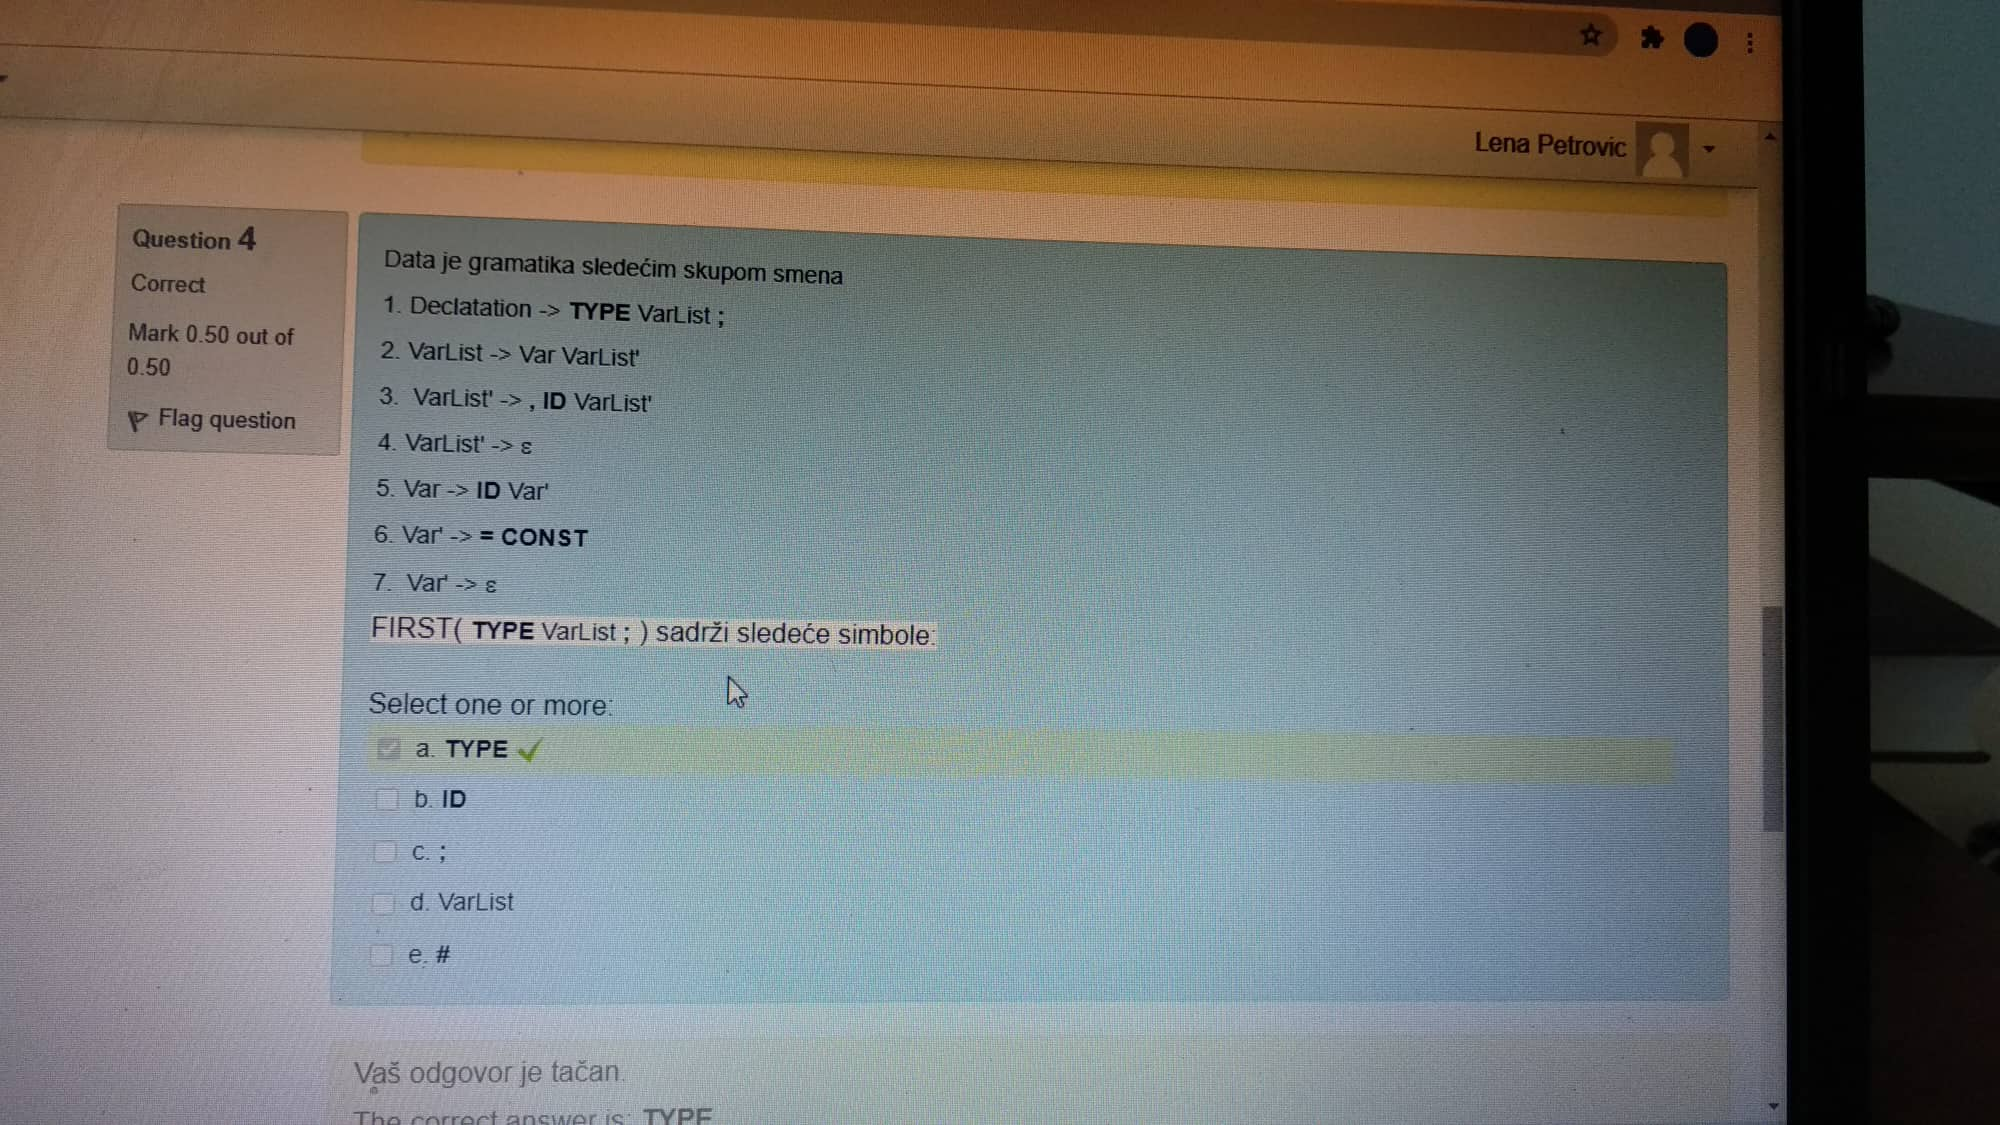 Lena Petrovic
Question 4
Correct
Mark 0.50 out of
0.50
Flag question
Data je gramatika sledećim skupom smena
1. Declatation -> TYPE VarList ;
2. VarList -> Var VarList'
3. VarList' -> , ID VarList'
4. VarList' -> ε
5. Var -> ID Var'
6. Var' -> = CONST
7. Var' -> ε
FIRST( TYPE VarList ; ) sadrži sledeće simbole:
Select one or more:
a. TYPE
b. ID
c. ;
d. VarList
e. #
Vaš odgovor je tačan.
The correct answer is: TYPE